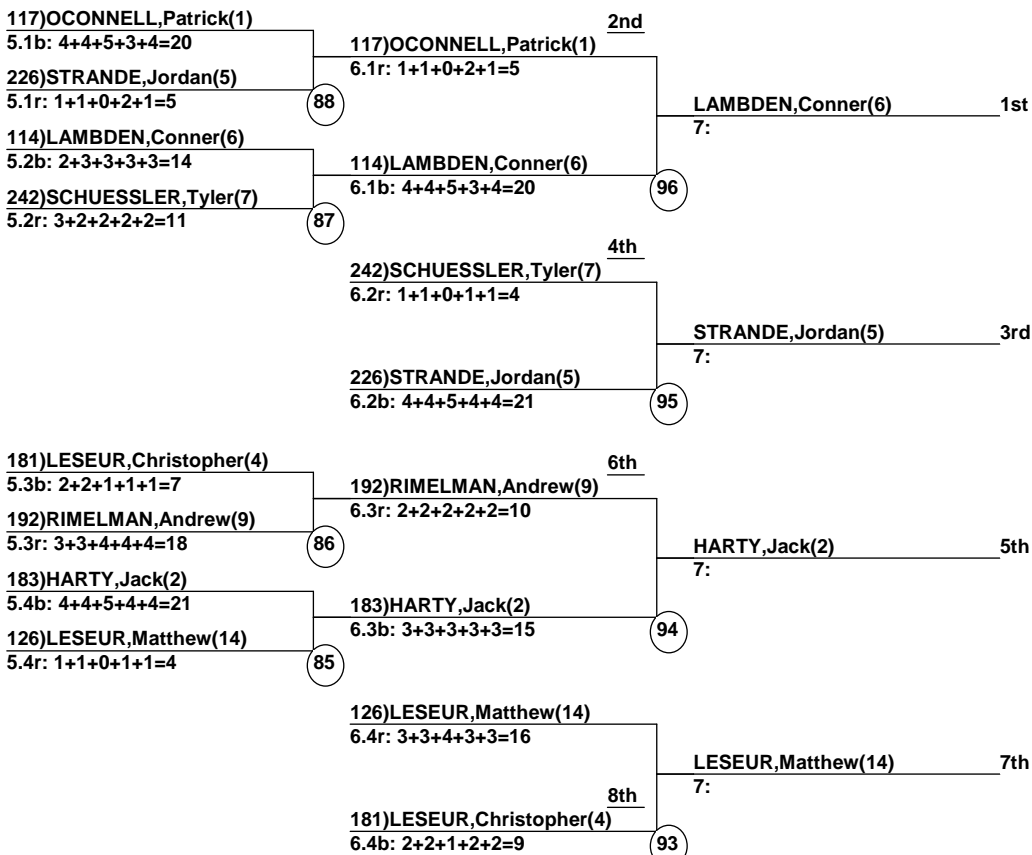 117)OCONNELL,Patrick(1)
5.1b: 4+4+5+3+4=20
226)STRANDE,Jordan(5)
5.1r: 1+1+0+2+1=5
88
114)LAMBDEN,Conner(6)
5.2b: 2+3+3+3+3=14
242)SCHUESSLER,Tyler(7)
5.2r: 3+2+2+2+2=11
87
2nd
117)OCONNELL,Patrick(1)
6.1r: 1+1+0+2+1=5
114)LAMBDEN,Conner(6)
6.1b: 4+4+5+3+4=20
96
LAMBDEN,Conner(6) 1st
7:
4th
242)SCHUESSLER,Tyler(7)
6.2r: 1+1+0+1+1=4
226)STRANDE,Jordan(5)
6.2b: 4+4+5+4+4=21
95
STRANDE,Jordan(5) 3rd
7:
181)LESEUR,Christopher(4)
5.3b: 2+2+1+1+1=7
192)RIMELMAN,Andrew(9)
5.3r: 3+3+4+4+4=18
86
183)HARTY,Jack(2)
5.4b: 4+4+5+4+4=21
126)LESEUR,Matthew(14)
5.4r: 1+1+0+1+1=4
85
6th
192)RIMELMAN,Andrew(9)
6.3r: 2+2+2+2+2=10
183)HARTY,Jack(2)
6.3b: 3+3+3+3+3=15
94
HARTY,Jack(2) 5th
7:
126)LESEUR,Matthew(14)
6.4r: 3+3+4+3+3=16
8th
181)LESEUR,Christopher(4)
6.4b: 2+2+1+2+2=9
93
LESEUR,Matthew(14) 7th
7: